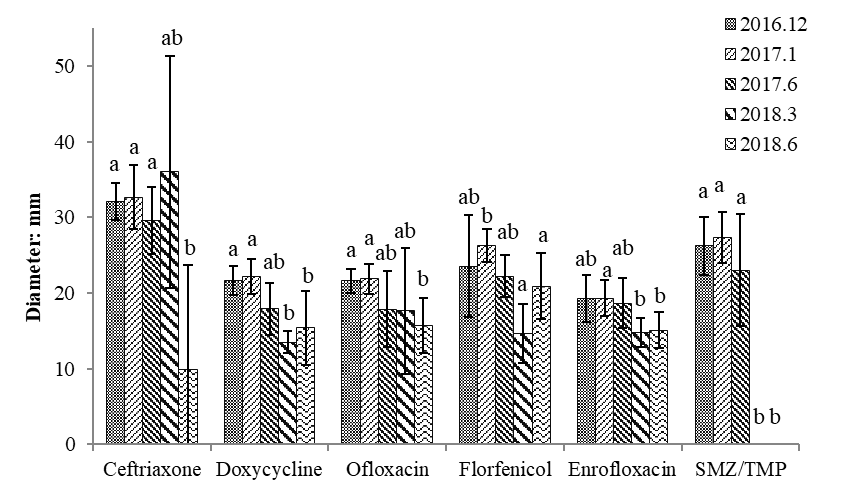 2016.12
2017.1
2017.6
2018.3
2018.6
Diameter: mm
50
40
30
20
10
0
a a a ab b
a a ab b b
a a ab ab b
ab b ab a a
ab a ab b b
a a a b b
Ceftriaxone Doxycycline Ofloxacin Florfenicol Enrofloxacin SMZ/TMP